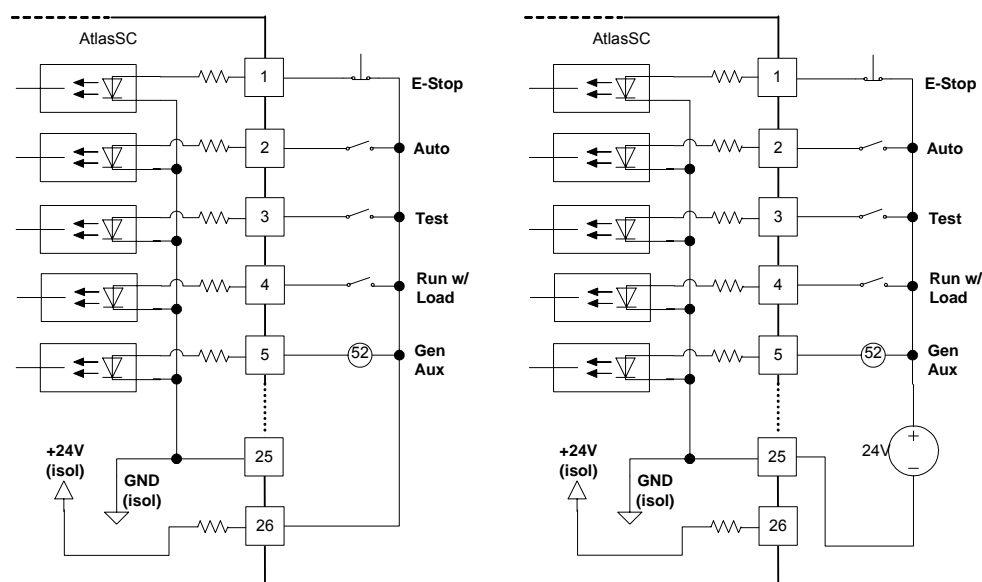 AtlasSC
1
E-Stop
2
Auto
3
Test
4
Run w/
Load
5
52
Gen
Aux
+24V
(isol)
GND
(isol)
25
26
AtlasSC
1
E-Stop
2
Auto
3
Test
4
Run w/
Load
5
52
Gen
Aux
+24V
(isol)
GND
(isol)
25
24V
+
–
26